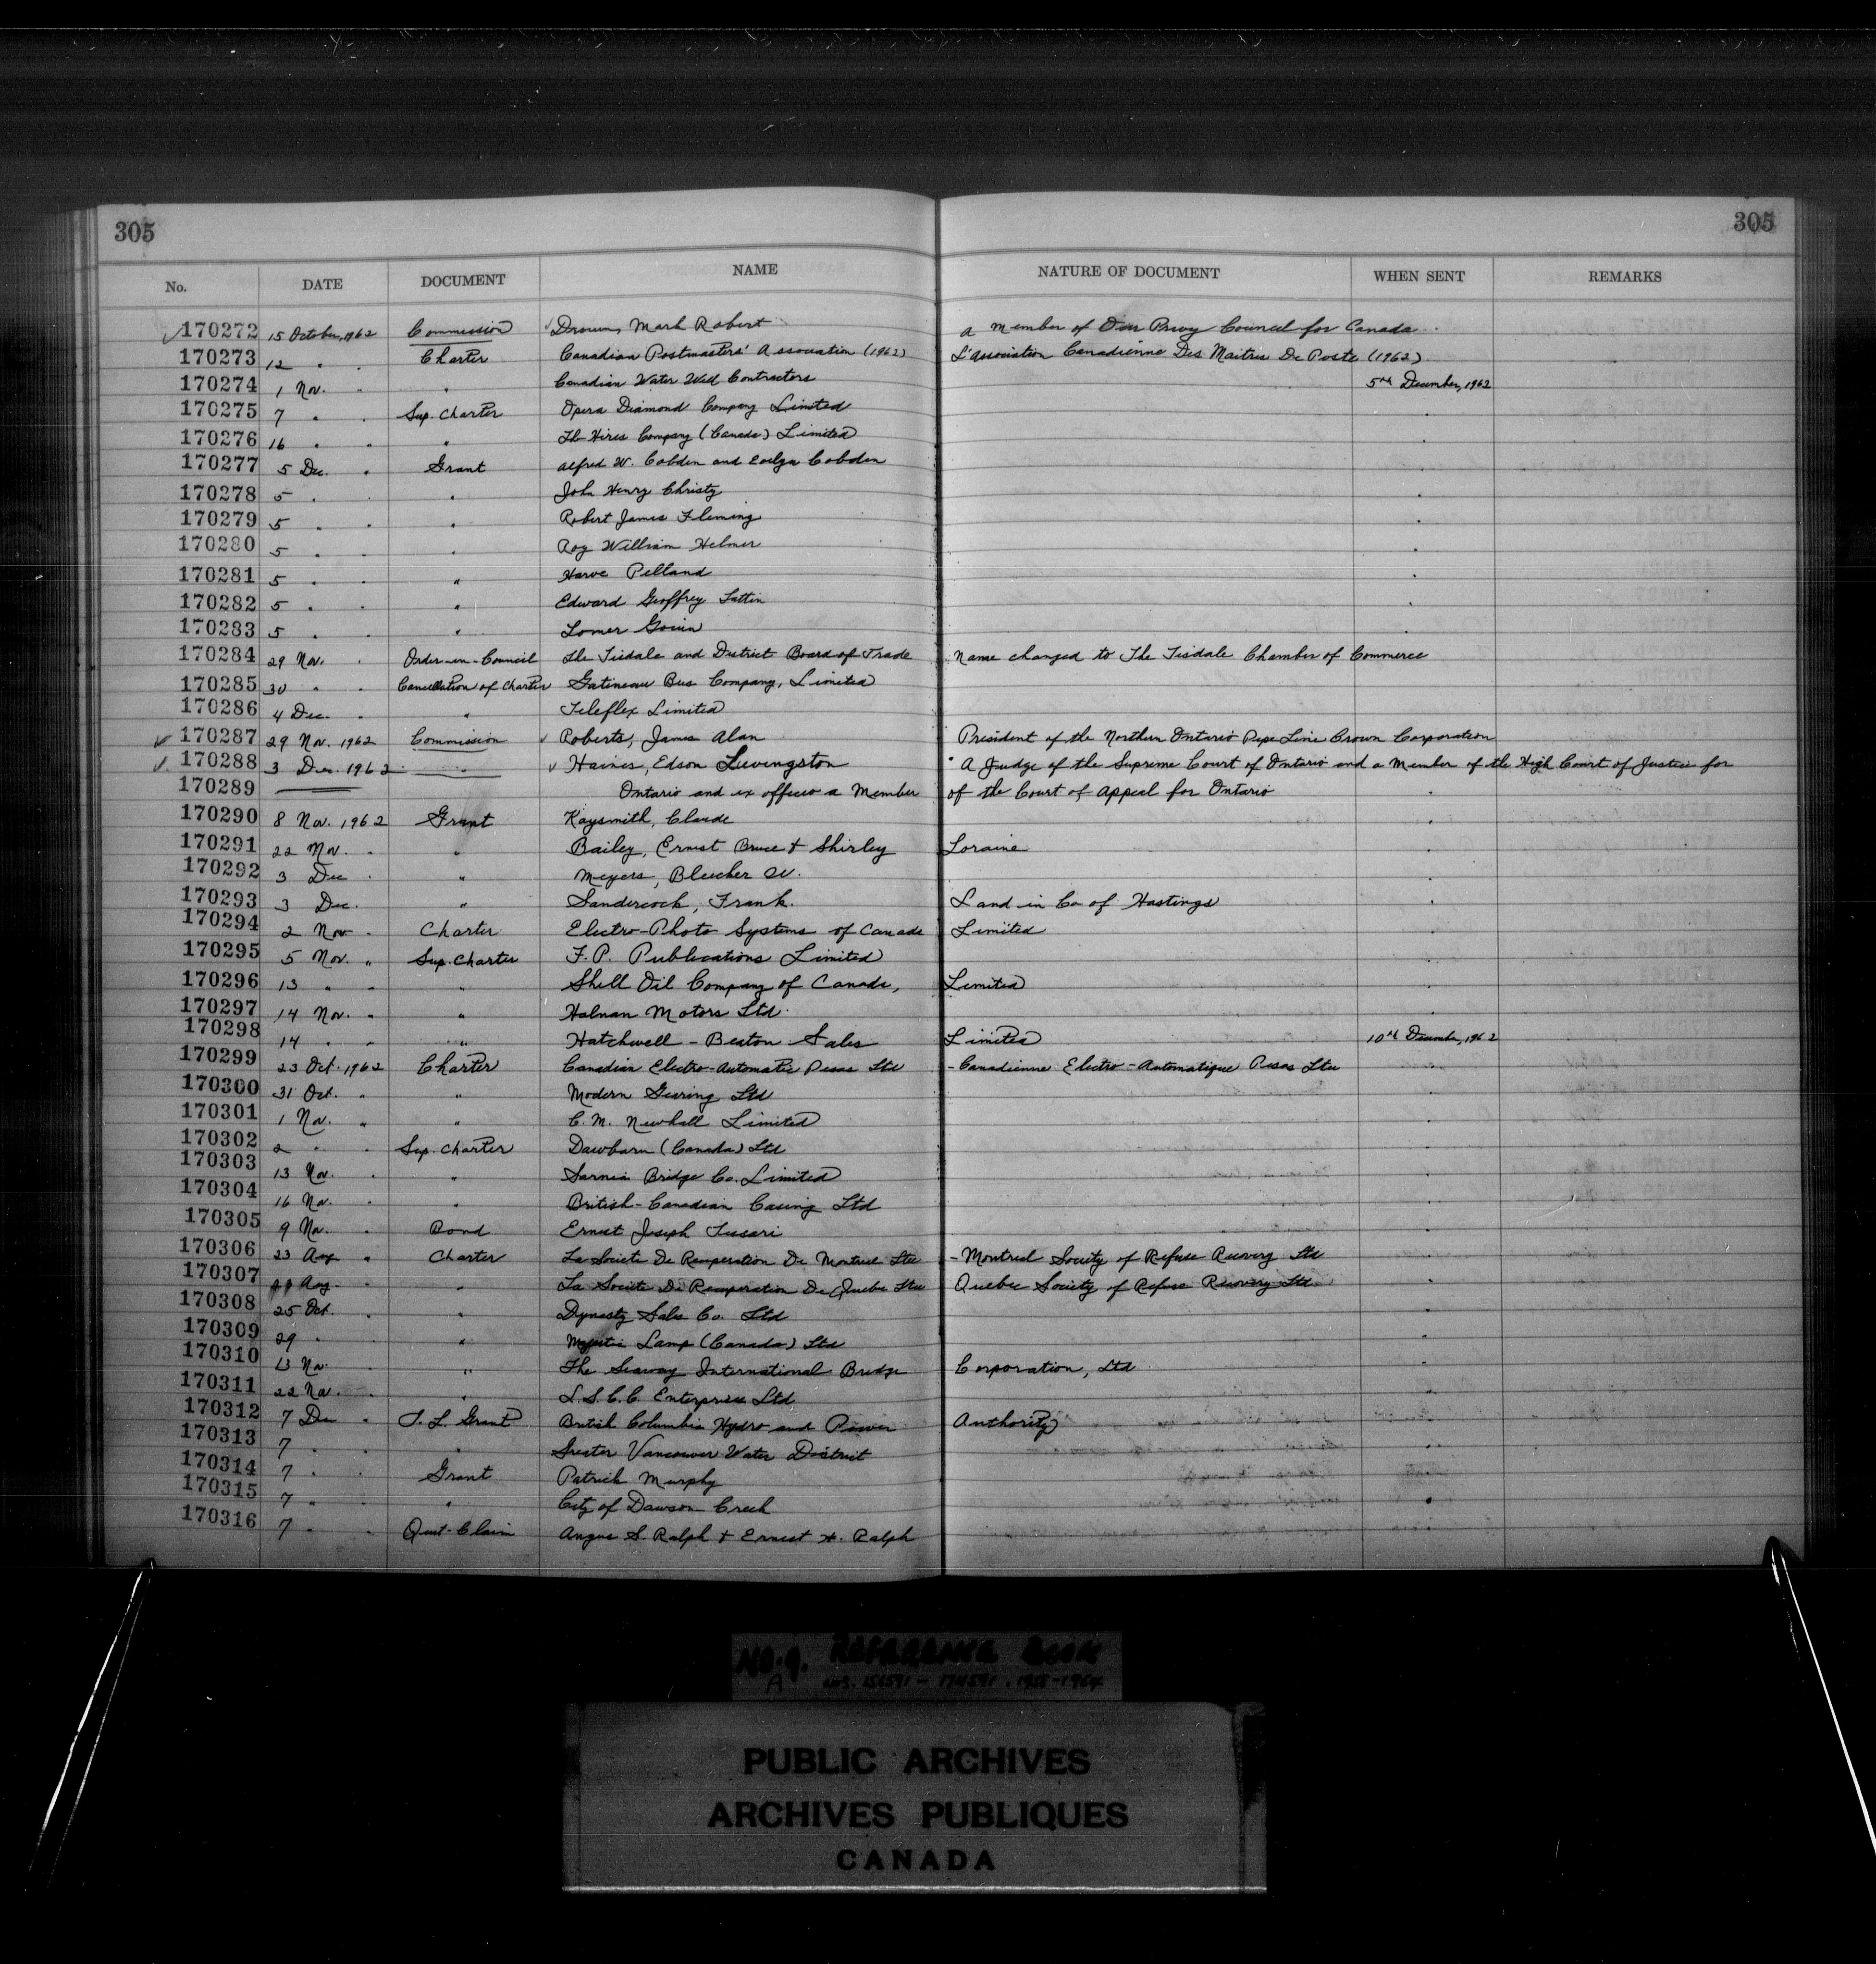 305 305
No. DATE DOCUMENT NAME NATURE OF DOCUMENT WHEN SENT REMARKS
170272 15 October, 1962 Commission Drouin, Mark Robert a member of Our Privy Council for Canada
170273 12 " " Charter Canadian Postmasters' Association (1962) L'Association Canadienne Des Maitres De Poste (1962)
170274 1 Nov. " " Canadian Water Well Contractors 5th December, 1962
170275 7 " " Sup. Charter Opera Diamond Company Limited "
170276 16 " " " The Hires Company (Canada) Limited "
170277 5 Dec. " Grant Alfred W. Cobden and Evelyn Cobden "
170278 5 " " " John Henry Christy "
170279 5 " " " Robert James Fleming "
170280 5 " " " Roy William Helmer "
170281 5 " " " Harve Pelland "
170282 5 " " " Edward Geoffrey "
170283 5 " " " Lomer Gouin "
170284 29 Nov. " Order-in-Council The Tisdale and District Board of Trade Name changed to The Tisdale Chamber of Commerce
170285 30 " " Cancellation of Charter Gatineau Bus Company, Limited
170286 4 Dec. " " Teleflex Limited
170287 29 Nov. 1962 Commission Roberts, James Alan President of the Northern Ontario Pipe Line Crown Corporation
170288 3 Dec. 1962 " Haines, Edson Livingston A Judge of the Supreme Court of Ontario and a Member of the High Court of Justice for
170289 Ontario and ex officio a Member of the Court of Appeal for Ontario "
170290 8 Nov. 1962 Grant Kaysmith, Claude "
170291 22 Nov. " " Bailey, Ernest Bruce & Shirley Loraine "
170292 3 Dec " " Meyers, Bleecher W. "
170293 3 Dec. " Sandercock, Frank. Land in Co of Hastings "
170294 2 Nov " Charter Electro-Photo Systems of Canada Limited "
170295 5 Nov. " Sup. Charter F.P. Publications Limited "
170296 13 " " " Shell Oil Company of Canada, Limited "
170297 14 Nov. " " Halnan Motors Ltd. "
170298 14 " " " Hatchwell - Beaton Sales Limited 10th December, 1962
170299 23 Oct. 1962 Charter Canadian Electro-Automatic Pesas Ltd - Canadienne Electro-Automatique Pesas Ltee "
170300 31 Oct. " " Modern Gearing Ltd "
170301 1 Nov. " " C. M. Newhall Limited "
170302 2 " " Sup. Charter Dawbarn (Canada) Ltd "
170303 13 Nov. " " Sarnia Bridge Co. Limited "
170304 16 Nov. " " British-Canadian Casing Ltd "
170305 9 Nov. " Bond Ernest Joseph "
170306 23 Aug " Charter La Societe De Recuperation De Montreal Ltee - Montreal Society of Refuse Recovery Ltd "
170307 Aug. " " La Societe De Recuperation De Quebec Ltee Quebec Society of Refuse Recovery Ltd. "
170308 25 Oct. " " Dynasty Sales Co. Ltd "
170309 29 " " Majestic Lamp (Canada) Ltd "
170310 13 Nov. " The Seaway International Bridge Corporation, Ltd "
170311 22 Nov. " " L.S.C.C. Enterprises Ltd "
170312 7 Dec " T. L. Grant British Columbia Hydro and Power Authority "
170313 7 " " " Greater Vancouver Water District "
170314 7 " " Grant Patrick Murphy "
170315 7 " " " City of Dawson Creek "
170316 7 " " Quit-Claim Angus S. Ralph & Ernest H. Ralph "
NO. 9. REFERENCE BOOK
A NOS. 156591 - 174591 . 1958-1964
PUBLIC ARCHIVES
ARCHIVES PUBLIQUES
CANADA